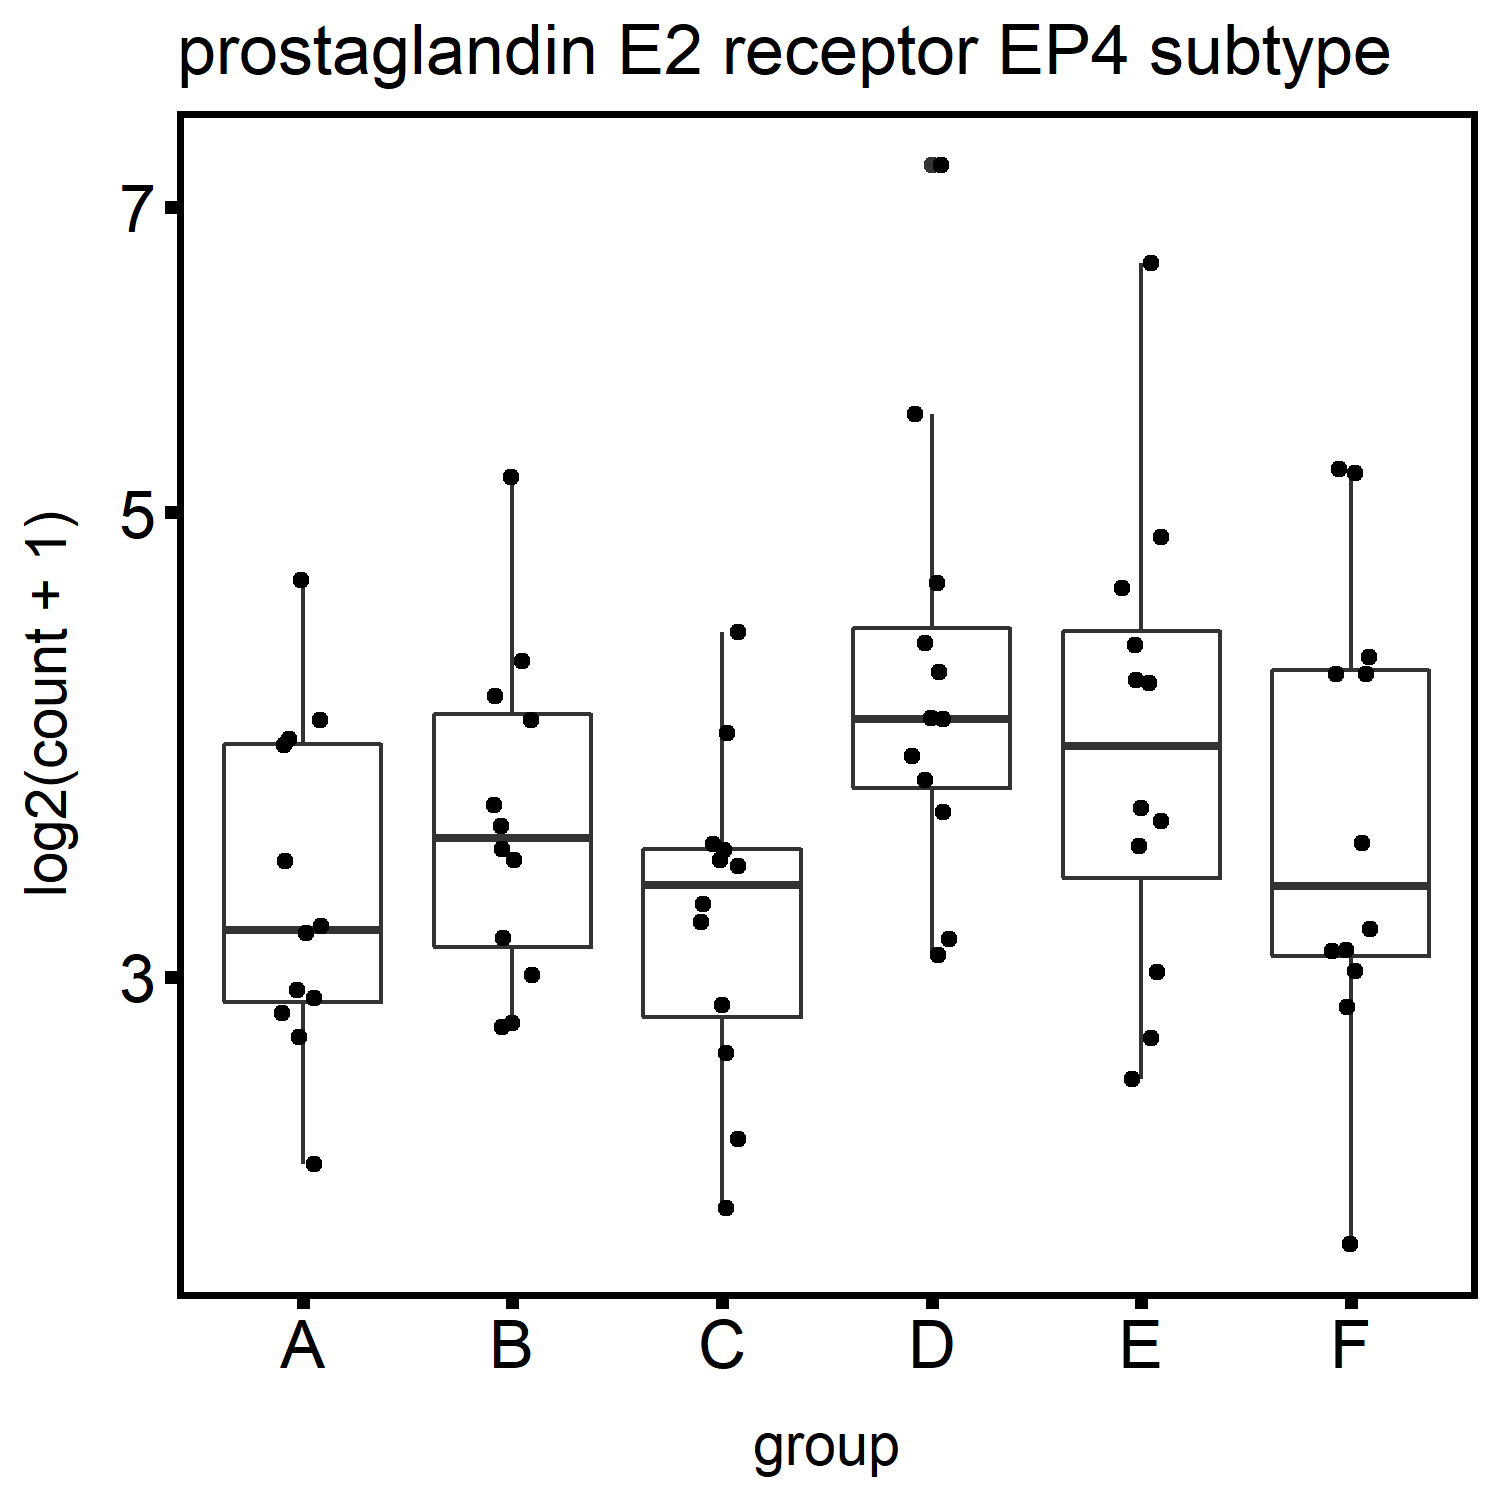 prostaglandin E2 receptor EP4 subtype
7
5
3
log2(count + 1)
A B C D E F
group